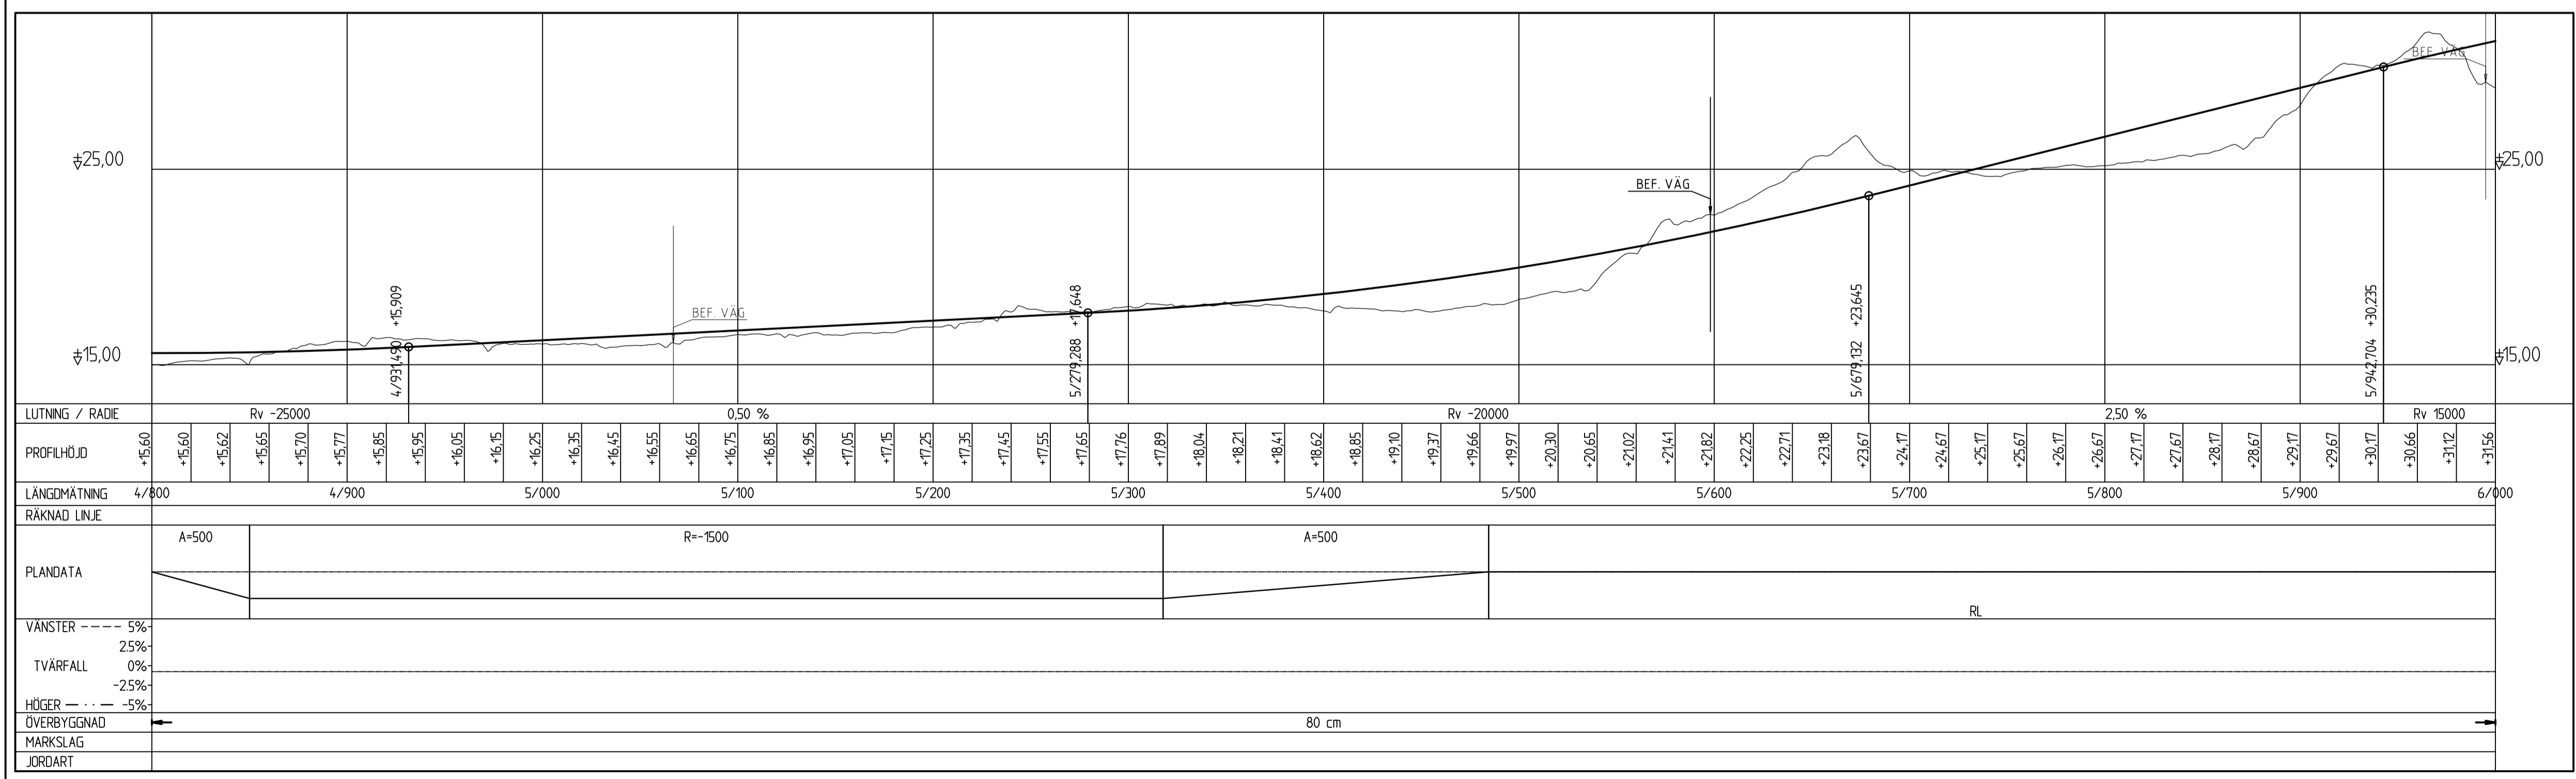 BEF. VÄG
±25,00
±25,00
BEF. VÄG
BEF. VÄG
±15,00
±15,00
4/931,490 +15,909
5/279,288 +17,648
5/679,132 +23,645
5/942,704 +30,235
LUTNING / RADIE Rv -25000 0,50 % Rv -20000 2,50 % Rv 15000
PROFILHÖJD +15,60 +15,60 +15,62 +15,65 +15,70 +15,77 +15,85 +15,95 +16,05 +16,15 +16,25 +16,35 +16,45 +16,55 +16,65 +16,75 +16,85 +16,95 +17,05 +17,15 +17,25 +17,35 +17,45 +17,55 +17,65 +17,76 +17,89 +18,04 +18,21 +18,41 +18,62 +18,85 +19,10 +19,37 +19,66 +19,97 +20,30 +20,65 +21,02 +21,41 +21,82 +22,25 +22,71 +23,18 +23,67 +24,17 +24,67 +25,17 +25,67 +26,17 +26,67 +27,17 +27,67 +28,17 +28,67 +29,17 +29,67 +30,17 +30,66 +31,12 +31,56
LÄNGDMÄTNING 4/800 4/900 5/000 5/100 5/200 5/300 5/400 5/500 5/600 5/700 5/800 5/900 6/000
RÄKNAD LINJE
A=500 R=-1500 A=500
PLANDATA
RL
VÄNSTER ---- 5%
2.5%
TVÄRFALL 0%
-2.5%
HÖGER — · · — -5%
ÖVERBYGGNAD 80 cm
MARKSLAG
JORDART